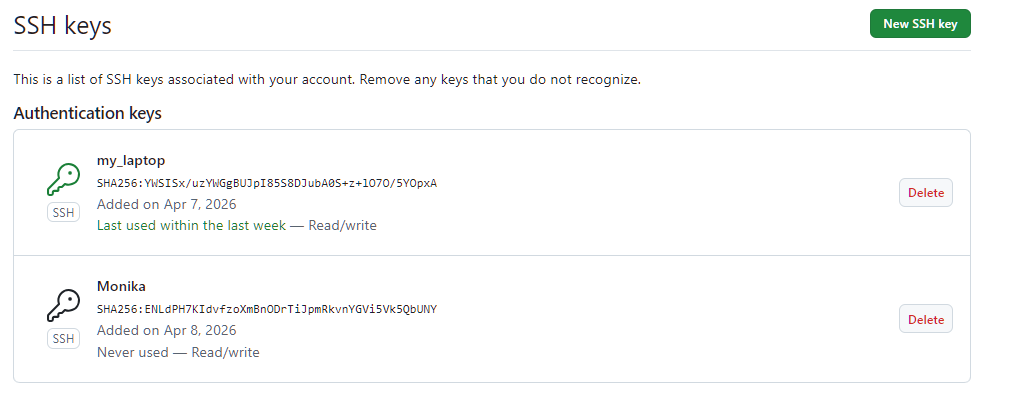 SSH keys
New SSH key
This is a list of SSH keys associated with your account. Remove any keys that you do not recognize.
Authentication keys
my_laptop
SHA256:YWSISx/uzYWGgBUJpI85S8DJubA0S+z+lO7O/5YOpxA
Added on Apr 7, 2026
Last used within the last week — Read/write
SSH
Delete
Monika
SHA256:ENLdPH7KIdvfzoXmBnODrTiJpmRkvnYGVi5Vk5QbUNY
Added on Apr 8, 2026
Never used — Read/write
SSH
Delete